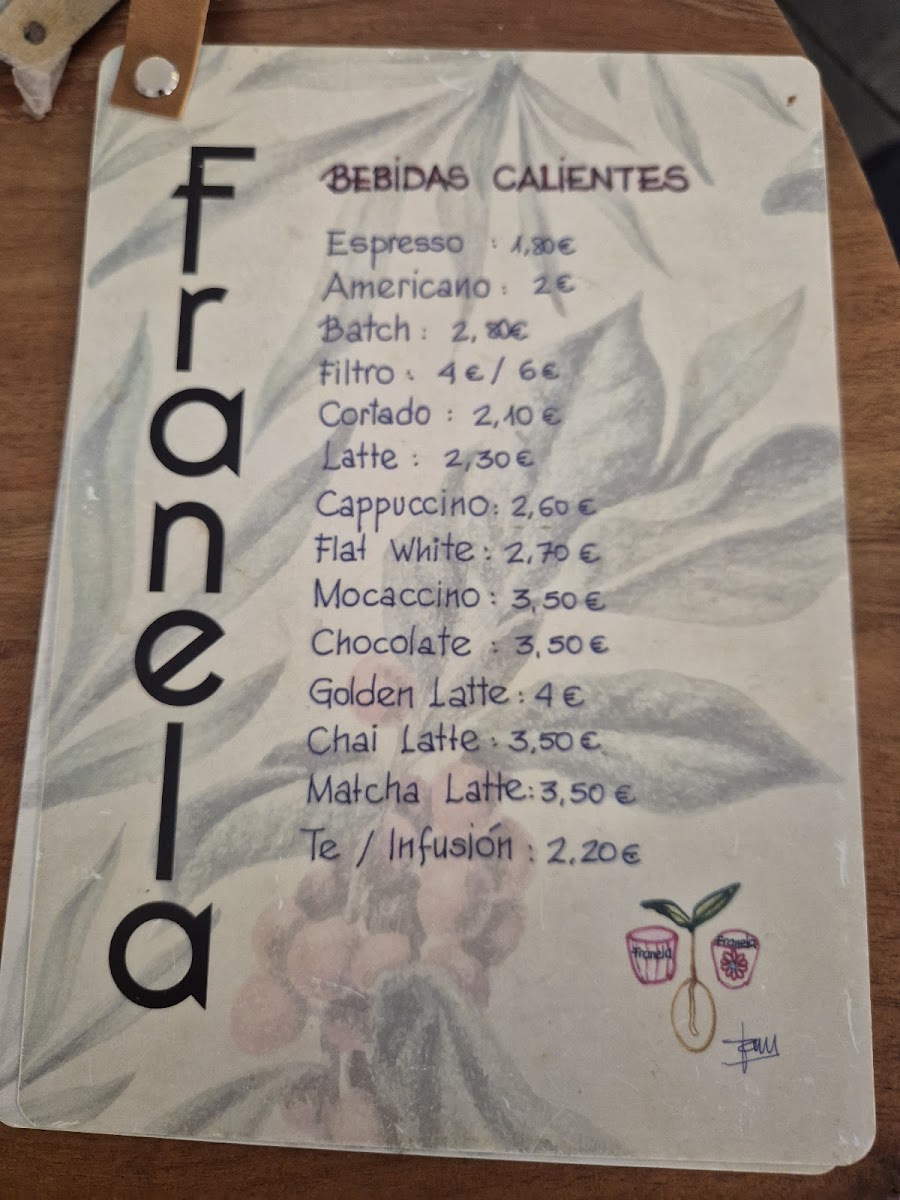 Franela
BEBIDAS CALIENTES
Espresso : 1,80€
Americano : 2€
Batch : 2,80€
Filtro : 4€/ 6€
Cortado : 2,10€
Latte : 2,30€
Cappuccino: 2,60€
Flat White : 2,70€
Mocaccino : 3,50€
Chocolate : 3,50€
Golden Latte : 4€
Chai Latte : 3,50€
Matcha Latte: 3,50€
Te / Infusión : 2.20€
Franela
Franela